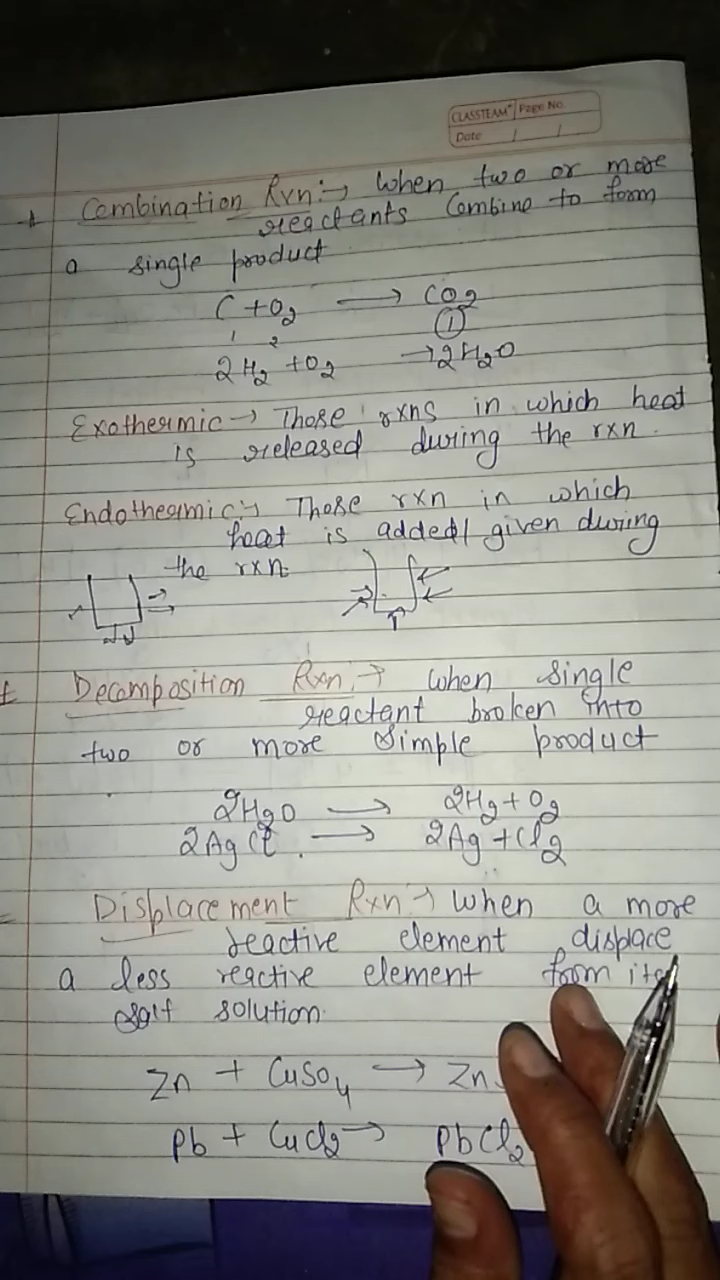 CLASSTEAM Page No.
Date / /
Combination Rxn :→ When two or more
reactants Combine to form
a single product
C + O2 ⟶ CO2
1 2 ①
2H2 + O2 → 2H2O
Exothermic → Those rxns in which heat
is released during the rxn.
Endothermic :→ Those rxn in which
heat is added/ given during
the rxn.
Decomposition Rxn :→ when single
reactant broken into
two or more simple product
2H2O ⟶ 2H2 + O2
2AgCl ⟶ 2Ag + Cl2
Displacement Rxn → when a more
reactive element displace
a less reactive element from its
salt solution.
Zn + CuSO4 ⟶ Zn
Pb + CuCl2 → PbCl2